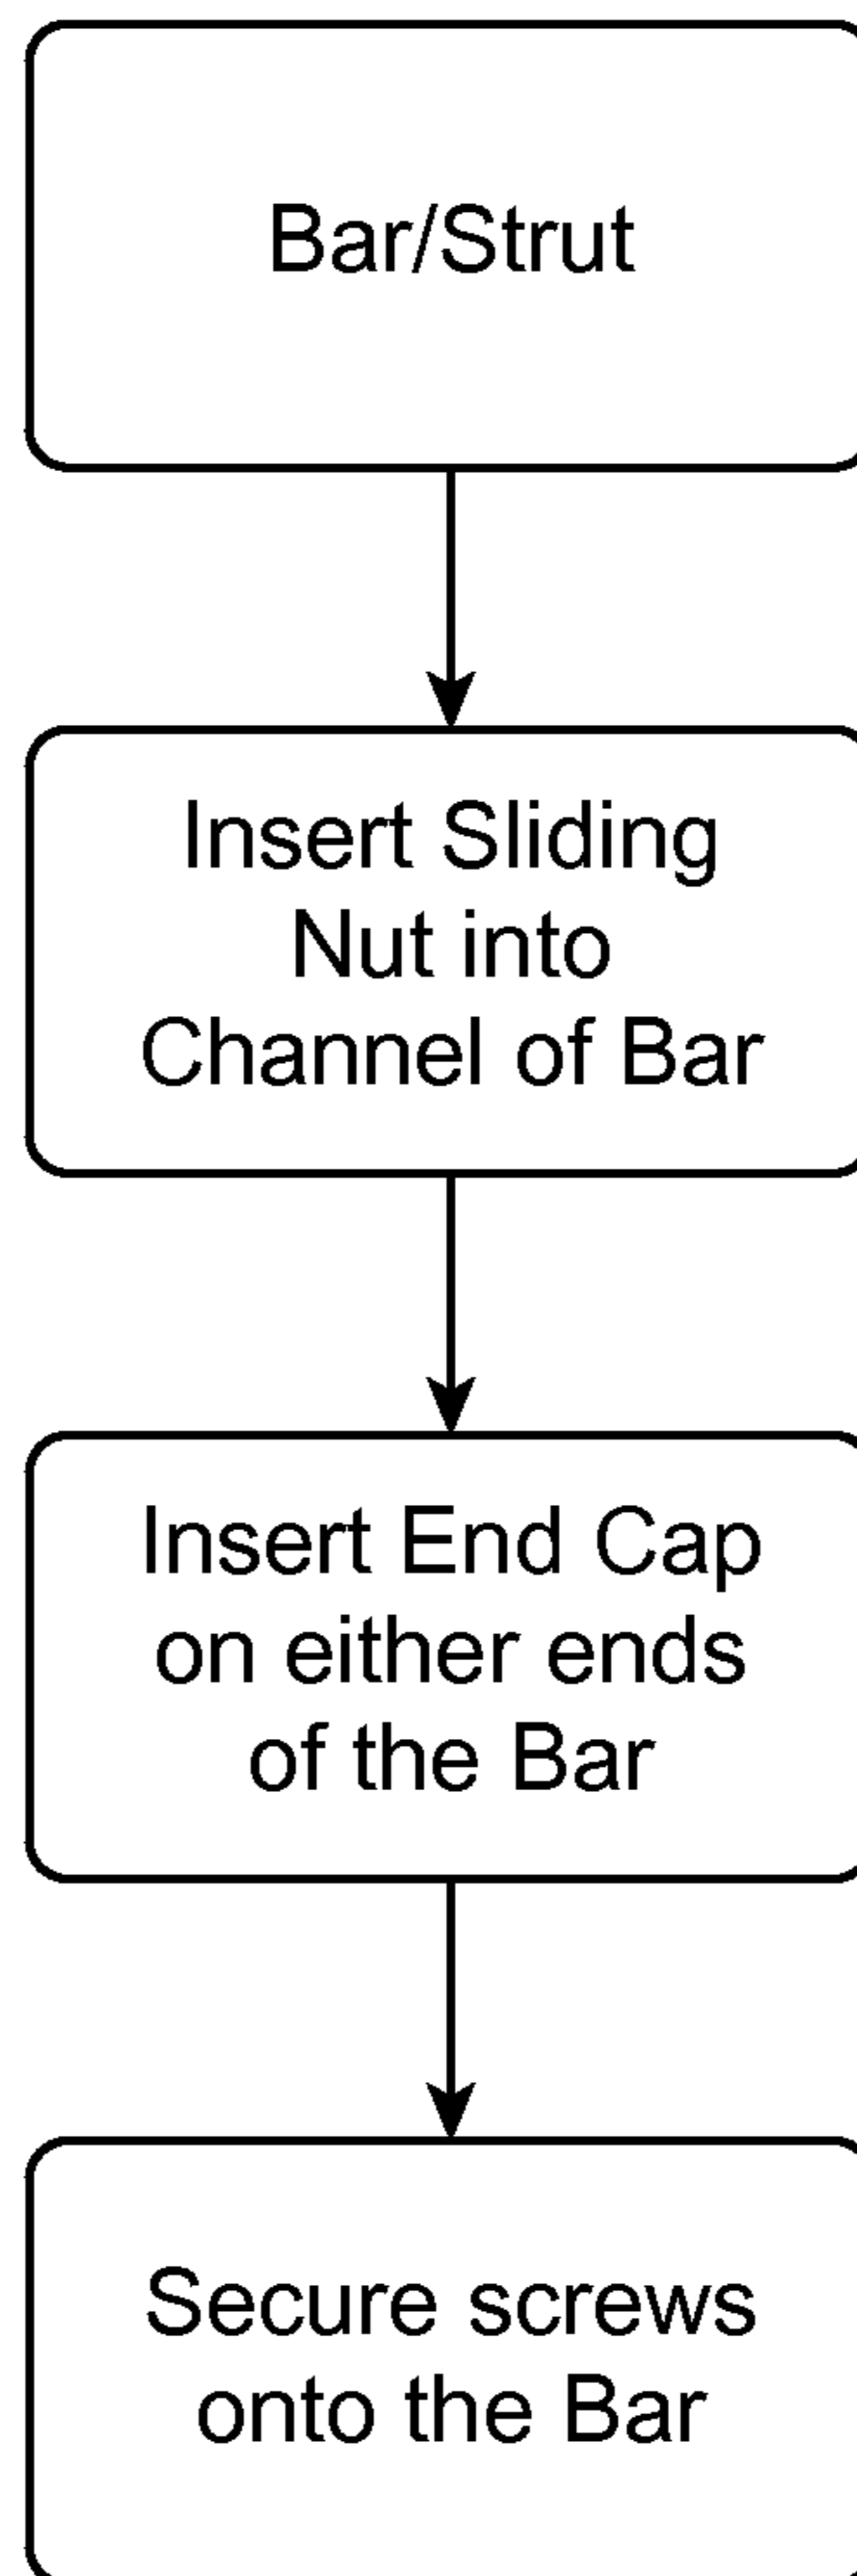 Bar/Strut
Insert Sliding
Nut into
Channel of Bar
Insert End Cap
on either ends
of the Bar
Secure screws
onto the Bar